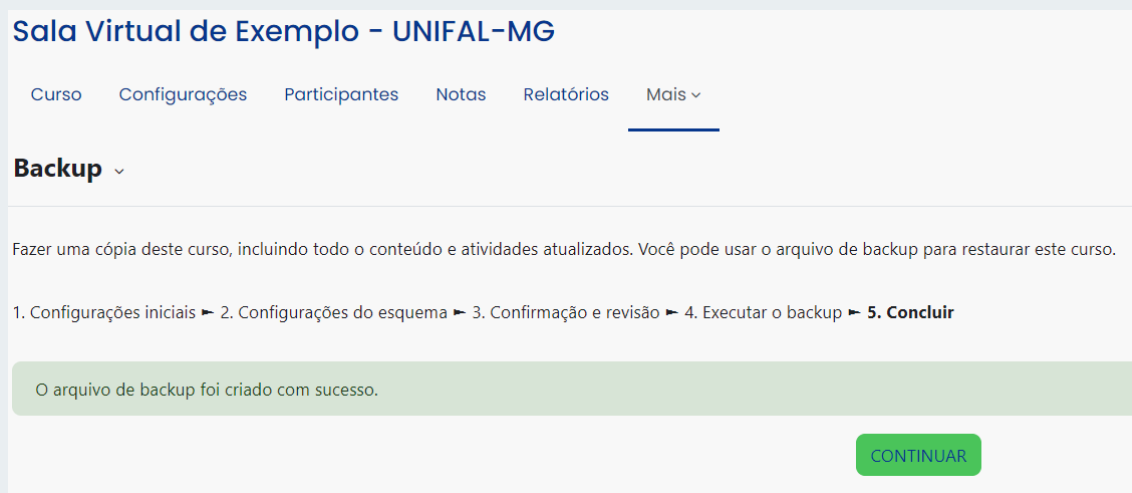 Sala Virtual de Exemplo - UNIFAL-MG
Curso Configurações Participantes Notas Relatórios Mais
Backup
Fazer uma cópia deste curso, incluindo todo o conteúdo e atividades atualizados. Você pode usar o arquivo de backup para restaurar este curso.
1. Configurações iniciais ► 2. Configurações do esquema ► 3. Confirmação e revisão ► 4. Executar o backup ► 5. Concluir
O arquivo de backup foi criado com sucesso.
CONTINUAR